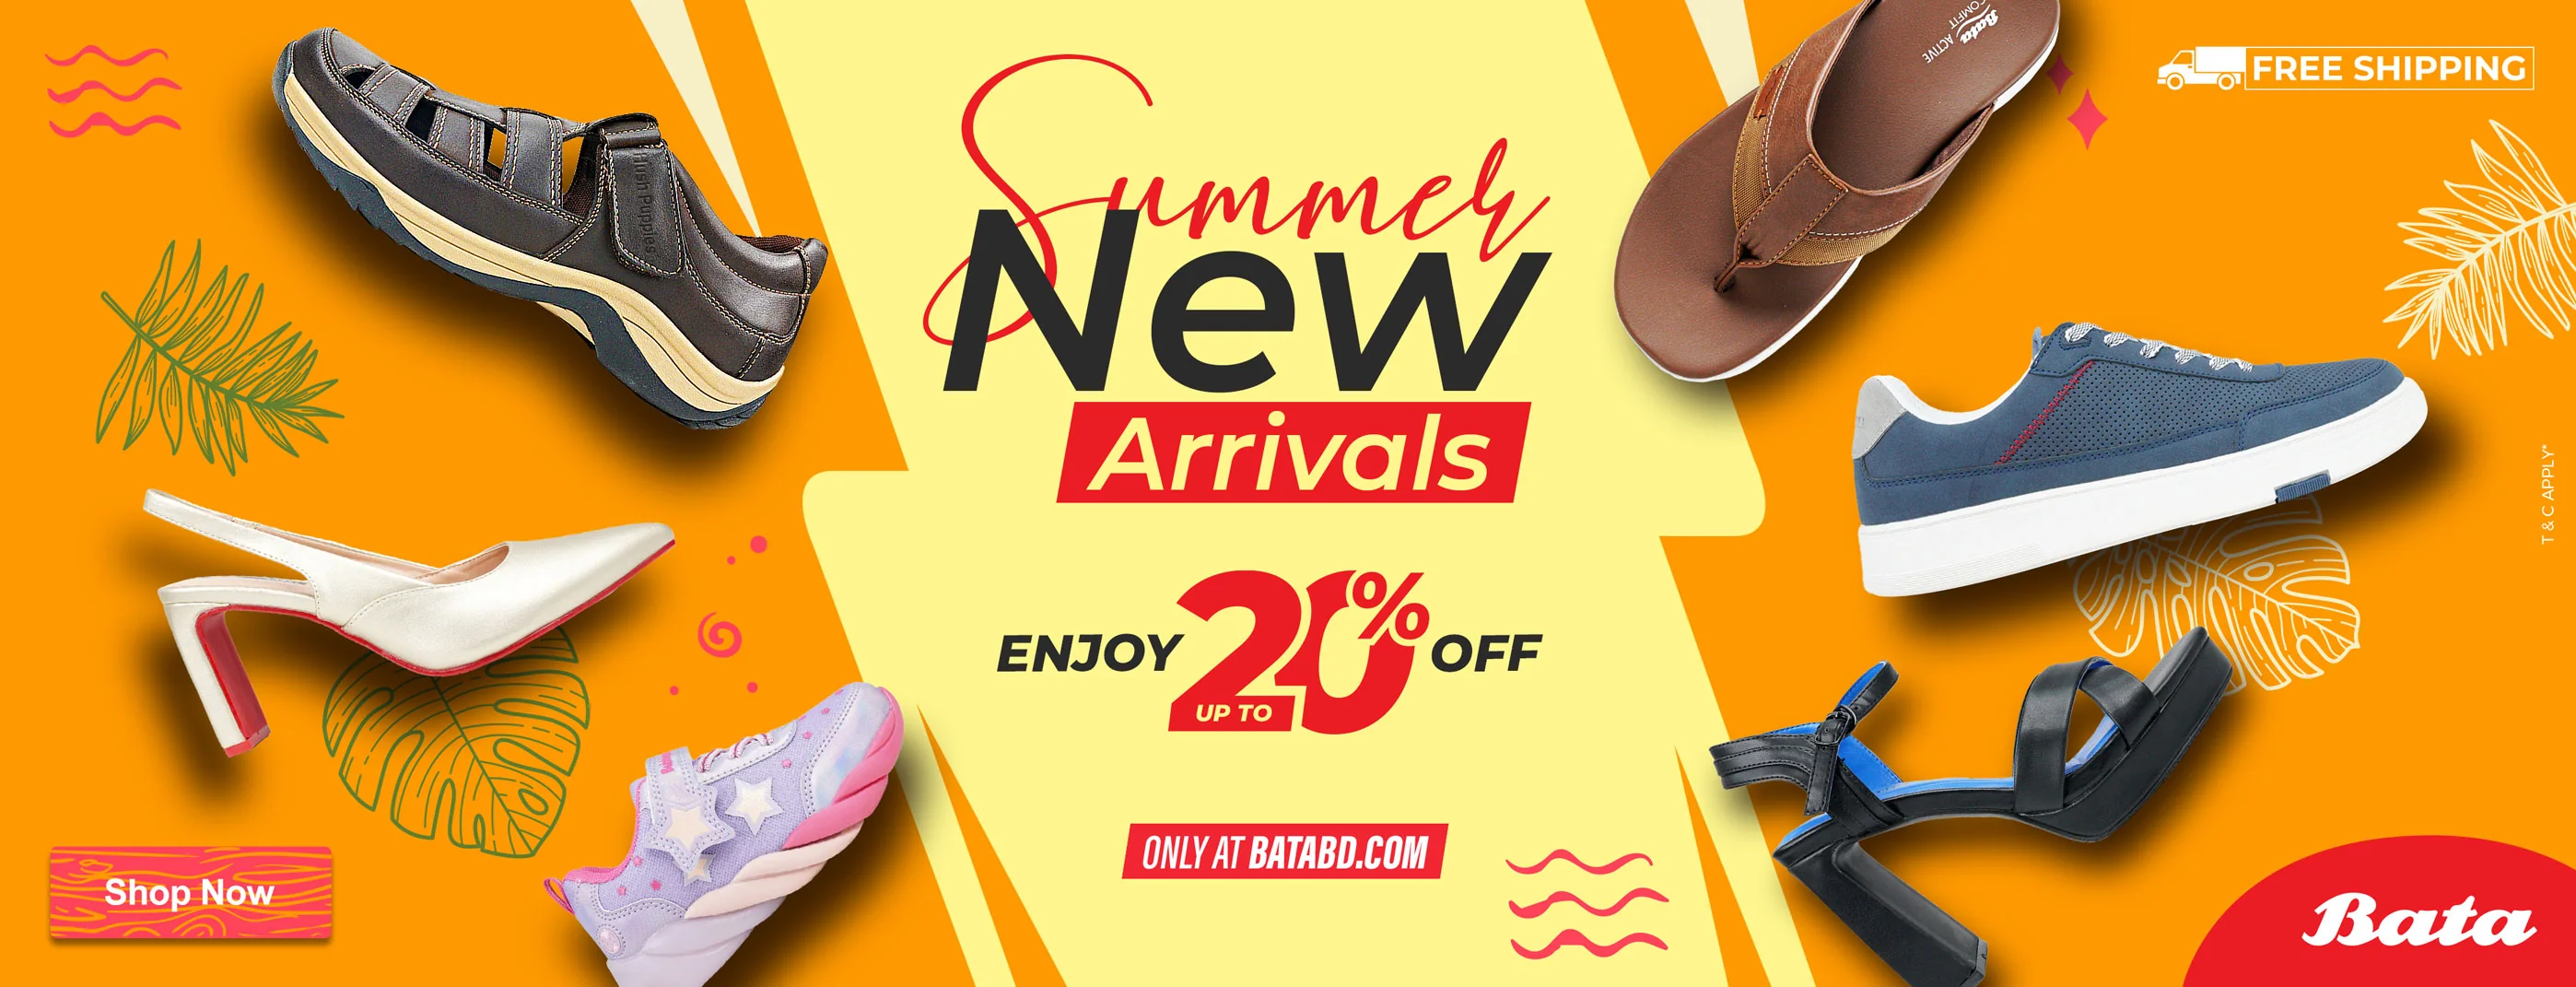 Summer
New
Arrivals
ENJOY
UP TO
20%
OFF
ONLY AT BATABD.COM
Shop Now
FREE SHIPPING
T & C APPLY*
Bata
Hush Puppies
Bata
COMFIT
ACTIVE